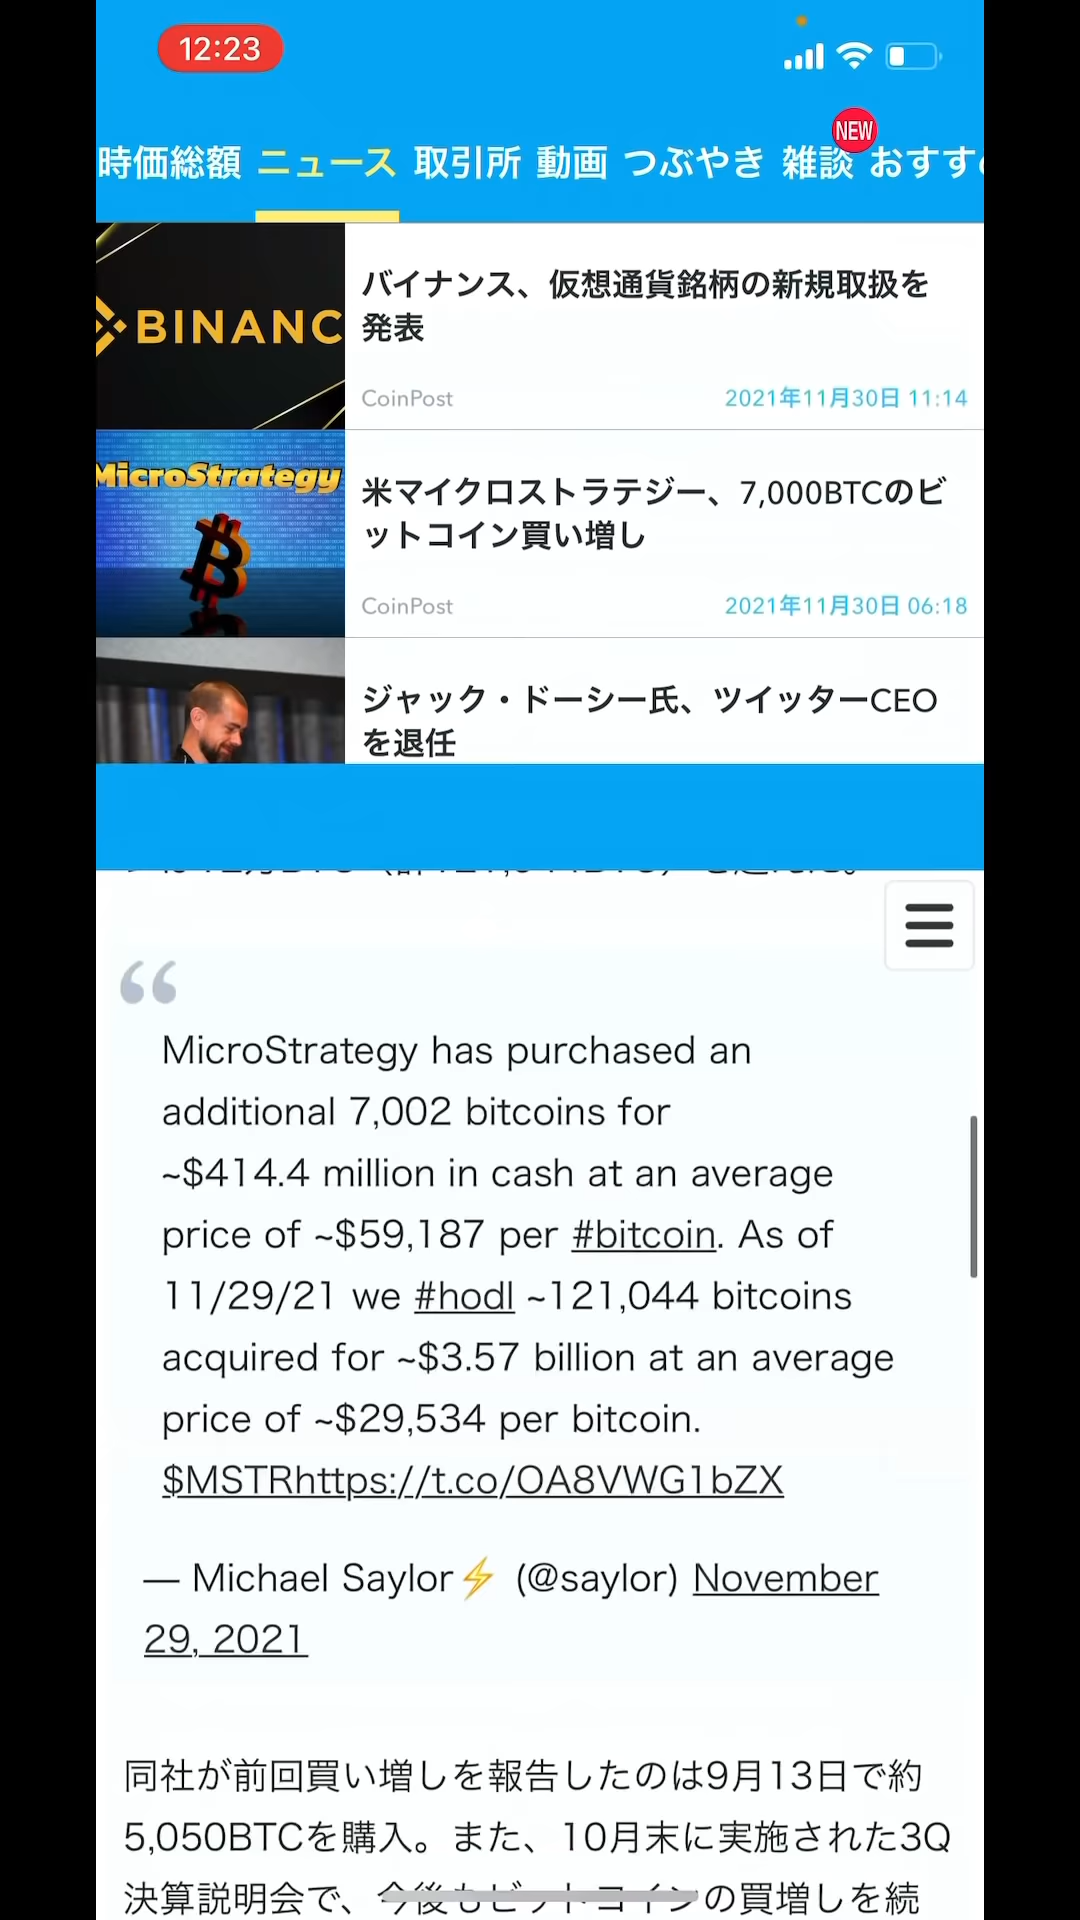 12:23
NEW
時価総額 ニュース 取引所 動画 つぶやき 雑談 おすす
BINANC
バイナンス、仮想通貨銘柄の新規取扱を
発表
CoinPost 2021年11月30日 11:14
MicroStrategy
米マイクロストラテジー、7,000BTCのビ
ットコイン買い増し
CoinPost 2021年11月30日 06:18
ジャック・ドーシー氏、ツイッターCEO
を退任
“
MicroStrategy has purchased an
additional 7,002 bitcoins for
~$414.4 million in cash at an average
price of ~$59,187 per #bitcoin. As of
11/29/21 we #hodl ~121,044 bitcoins
acquired for ~$3.57 billion at an average
price of ~$29,534 per bitcoin.
$MSTRhttps://t.co/OA8VWG1bZX
— Michael Saylor⚡ (@saylor) November
29, 2021
同社が前回買い増しを報告したのは9月13日で約
5,050BTCを購入。また、10月末に実施された3Q
決算説明会で、今後もビットコインの買増しを続